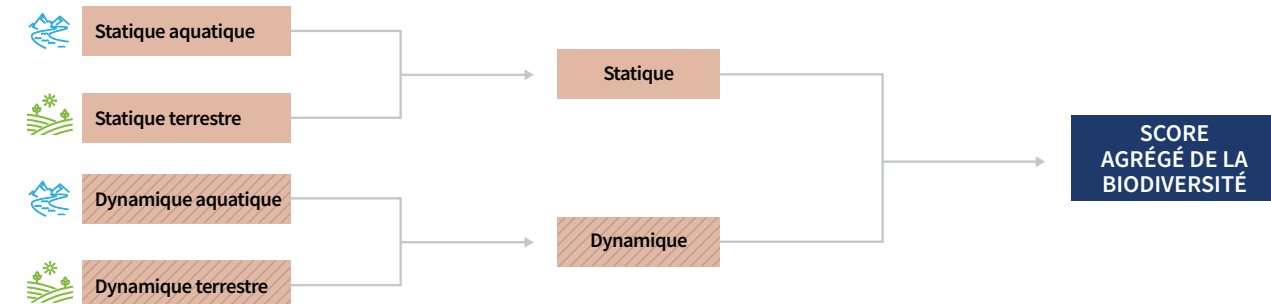 Statique aquatique
Statique terrestre
Dynamique aquatique
Dynamique terrestre
Statique
Dynamique
SCORE
AGRÉGÉ DE LA
BIODIVERSITÉ